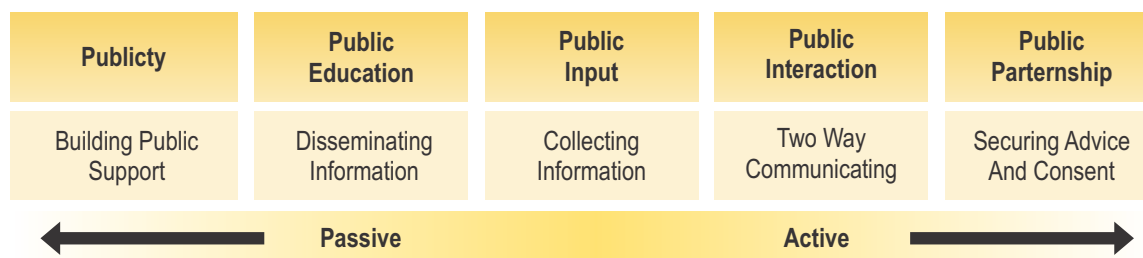 Publicty
Public
Education
Public
Input
Public
Interaction
Public
Parternship
Building Public
Support
Disseminating
Information
Collecting
Information
Two Way
Communicating
Securing Advice
And Consent
Passive
Active